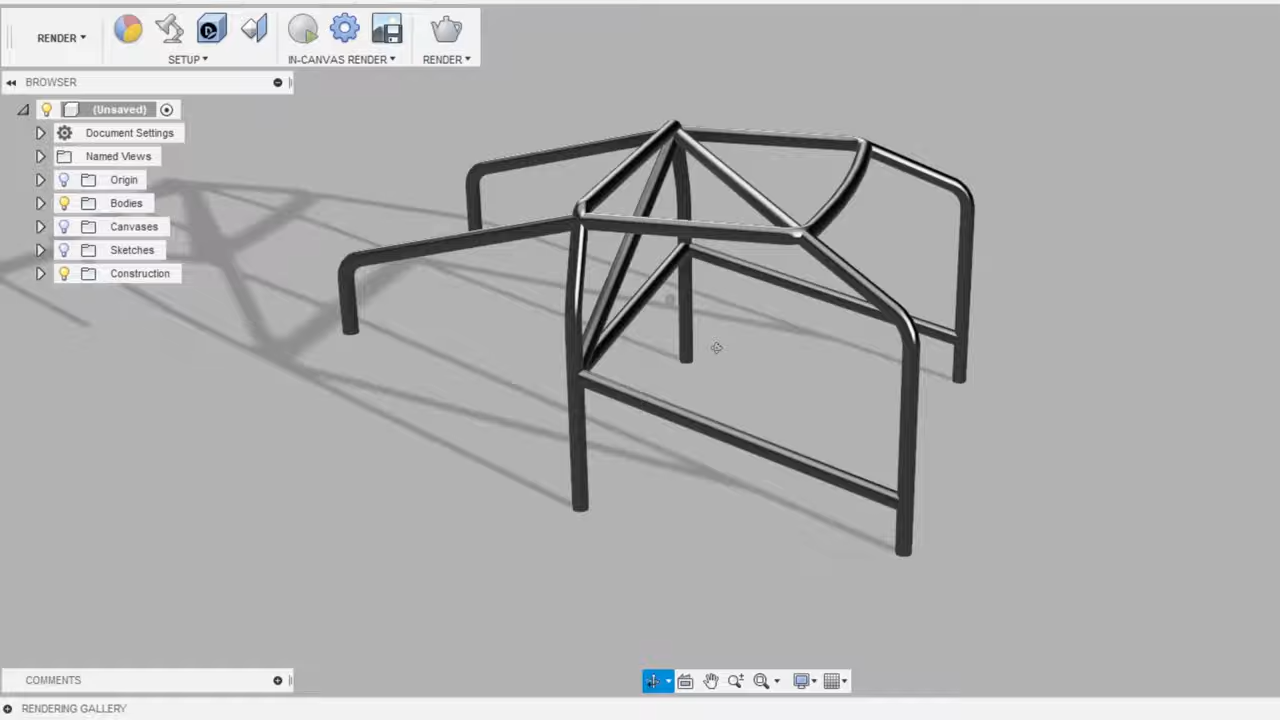 RENDER
SETUP
IN-CANVAS RENDER
RENDER
BROWSER
(Unsaved)
Document Settings
Named Views
Origin
Bodies
Canvases
Sketches
Construction
COMMENTS
RENDERING GALLERY